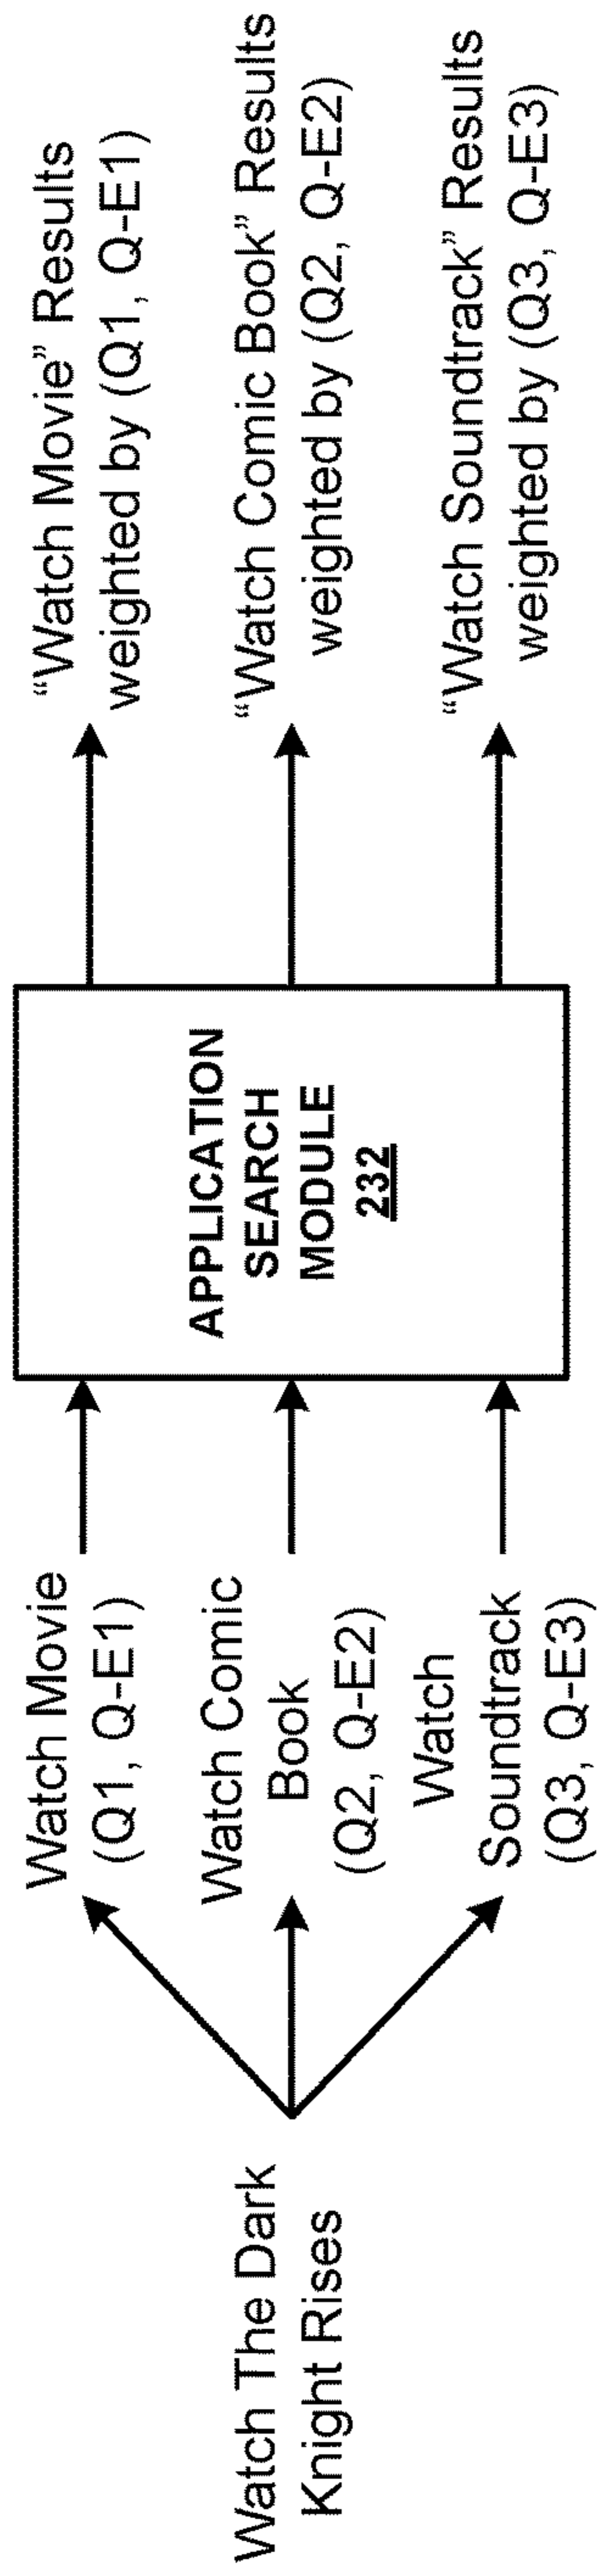 Watch The Dark
Knight Rises
Watch Movie
(Q1, Q-E1)
Watch Comic
Book
(Q2, Q-E2)
Watch
Soundtrack
(Q3, Q-E3)
APPLICATION
SEARCH
MODULE
232
“Watch Movie” Results
weighted by (Q1, Q-E1)
“Watch Comic Book” Results
weighted by (Q2, Q-E2)
“Watch Soundtrack” Results
weighted by (Q3, Q-E3)